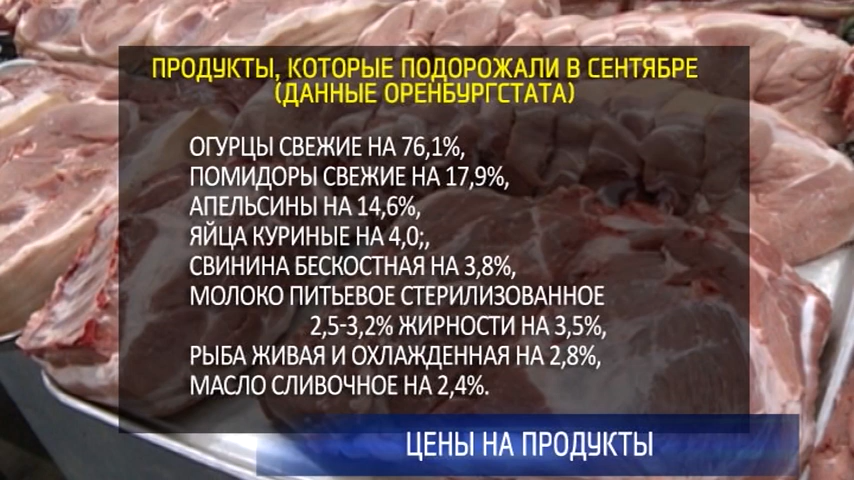 ПРОДУКТЫ, КОТОРЫЕ ПОДОРОЖАЛИ В СЕНТЯБРЕ
(ДАННЫЕ ОРЕНБУРГСТАТА)
ОГУРЦЫ СВЕЖИЕ НА 76,1%,
ПОМИДОРЫ СВЕЖИЕ НА 17,9%,
АПЕЛЬСИНЫ НА 14,6%,
ЯЙЦА КУРИНЫЕ НА 4,0;,
СВИНИНА БЕСКОСТНАЯ НА 3,8%,
МОЛОКО ПИТЬЕВОЕ СТЕРИЛИЗОВАННОЕ
2,5-3,2% ЖИРНОСТИ НА 3,5%,
РЫБА ЖИВАЯ И ОХЛАЖДЕННАЯ НА 2,8%,
МАСЛО СЛИВОЧНОЕ НА 2,4%.
ЦЕНЫ НА ПРОДУКТЫ